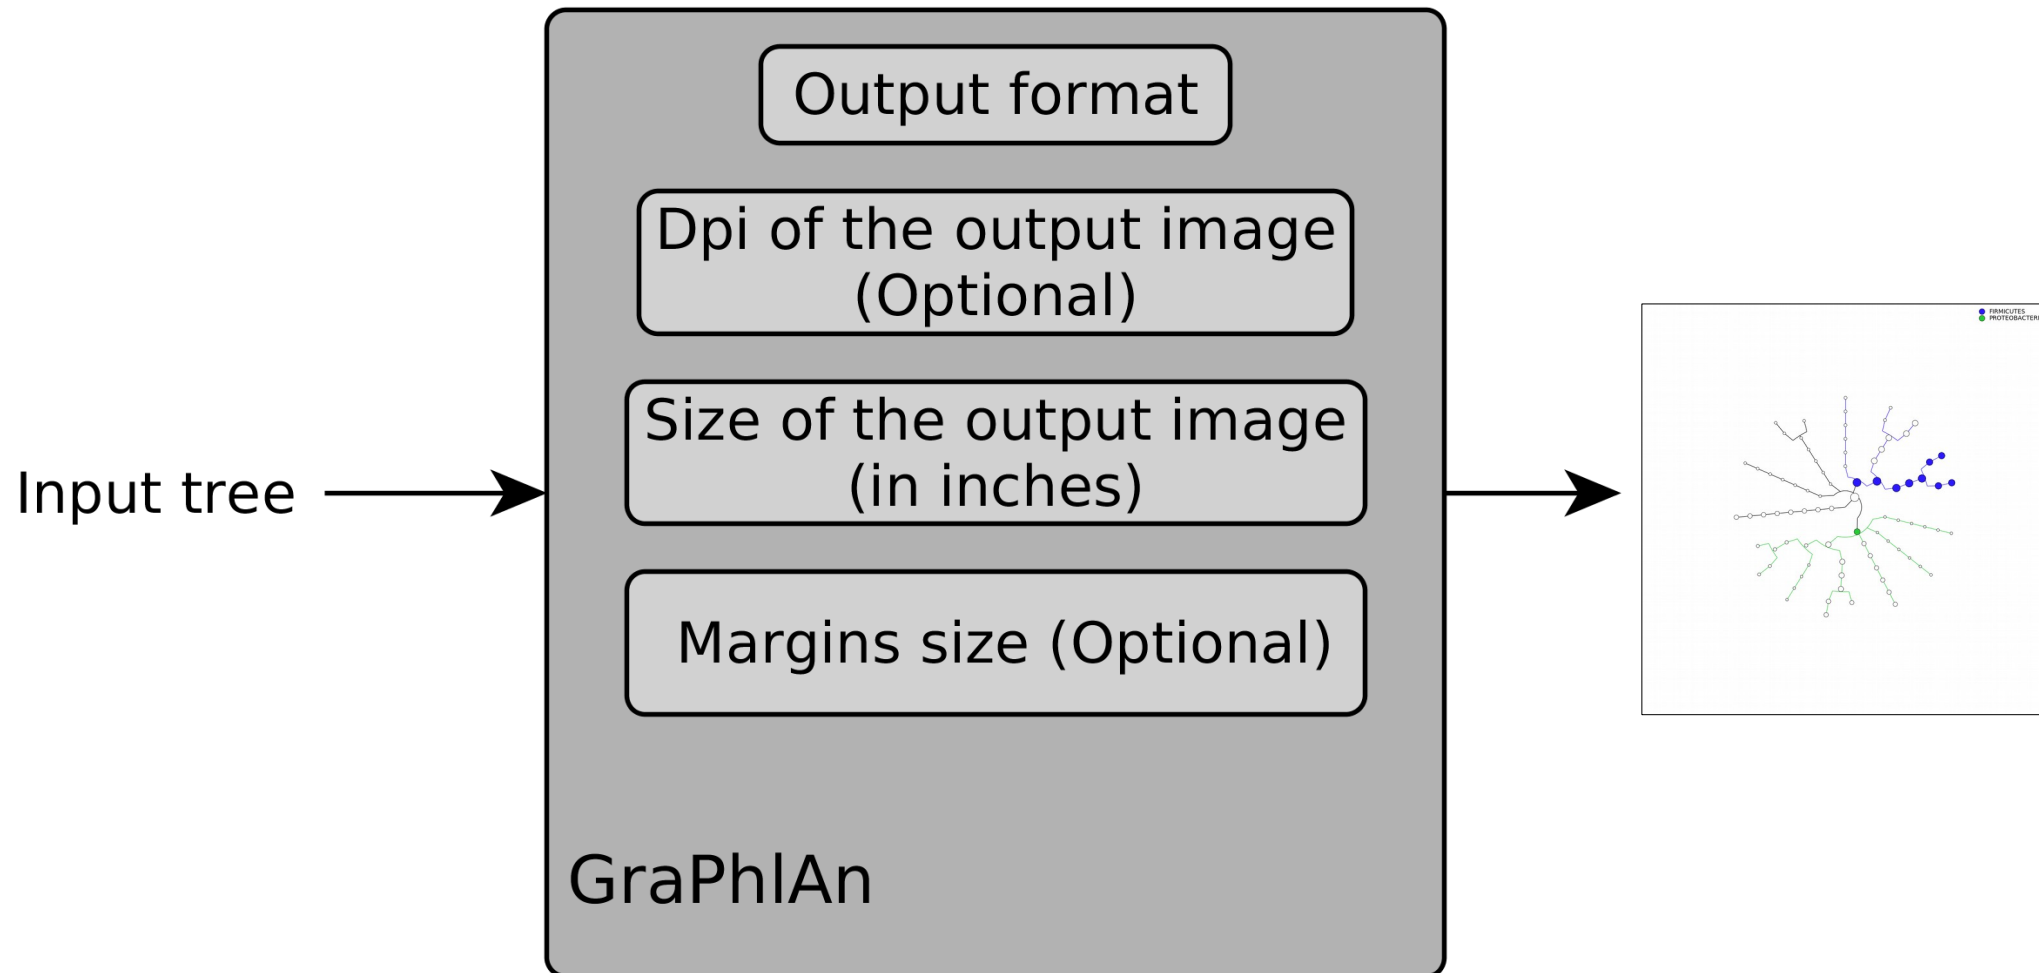 Output format
Dpi of the output image
(Optional)
Size of the output image
(in inches)
Input tree
Margins size (Optional)
GraPhlAn
FIRMICUTES